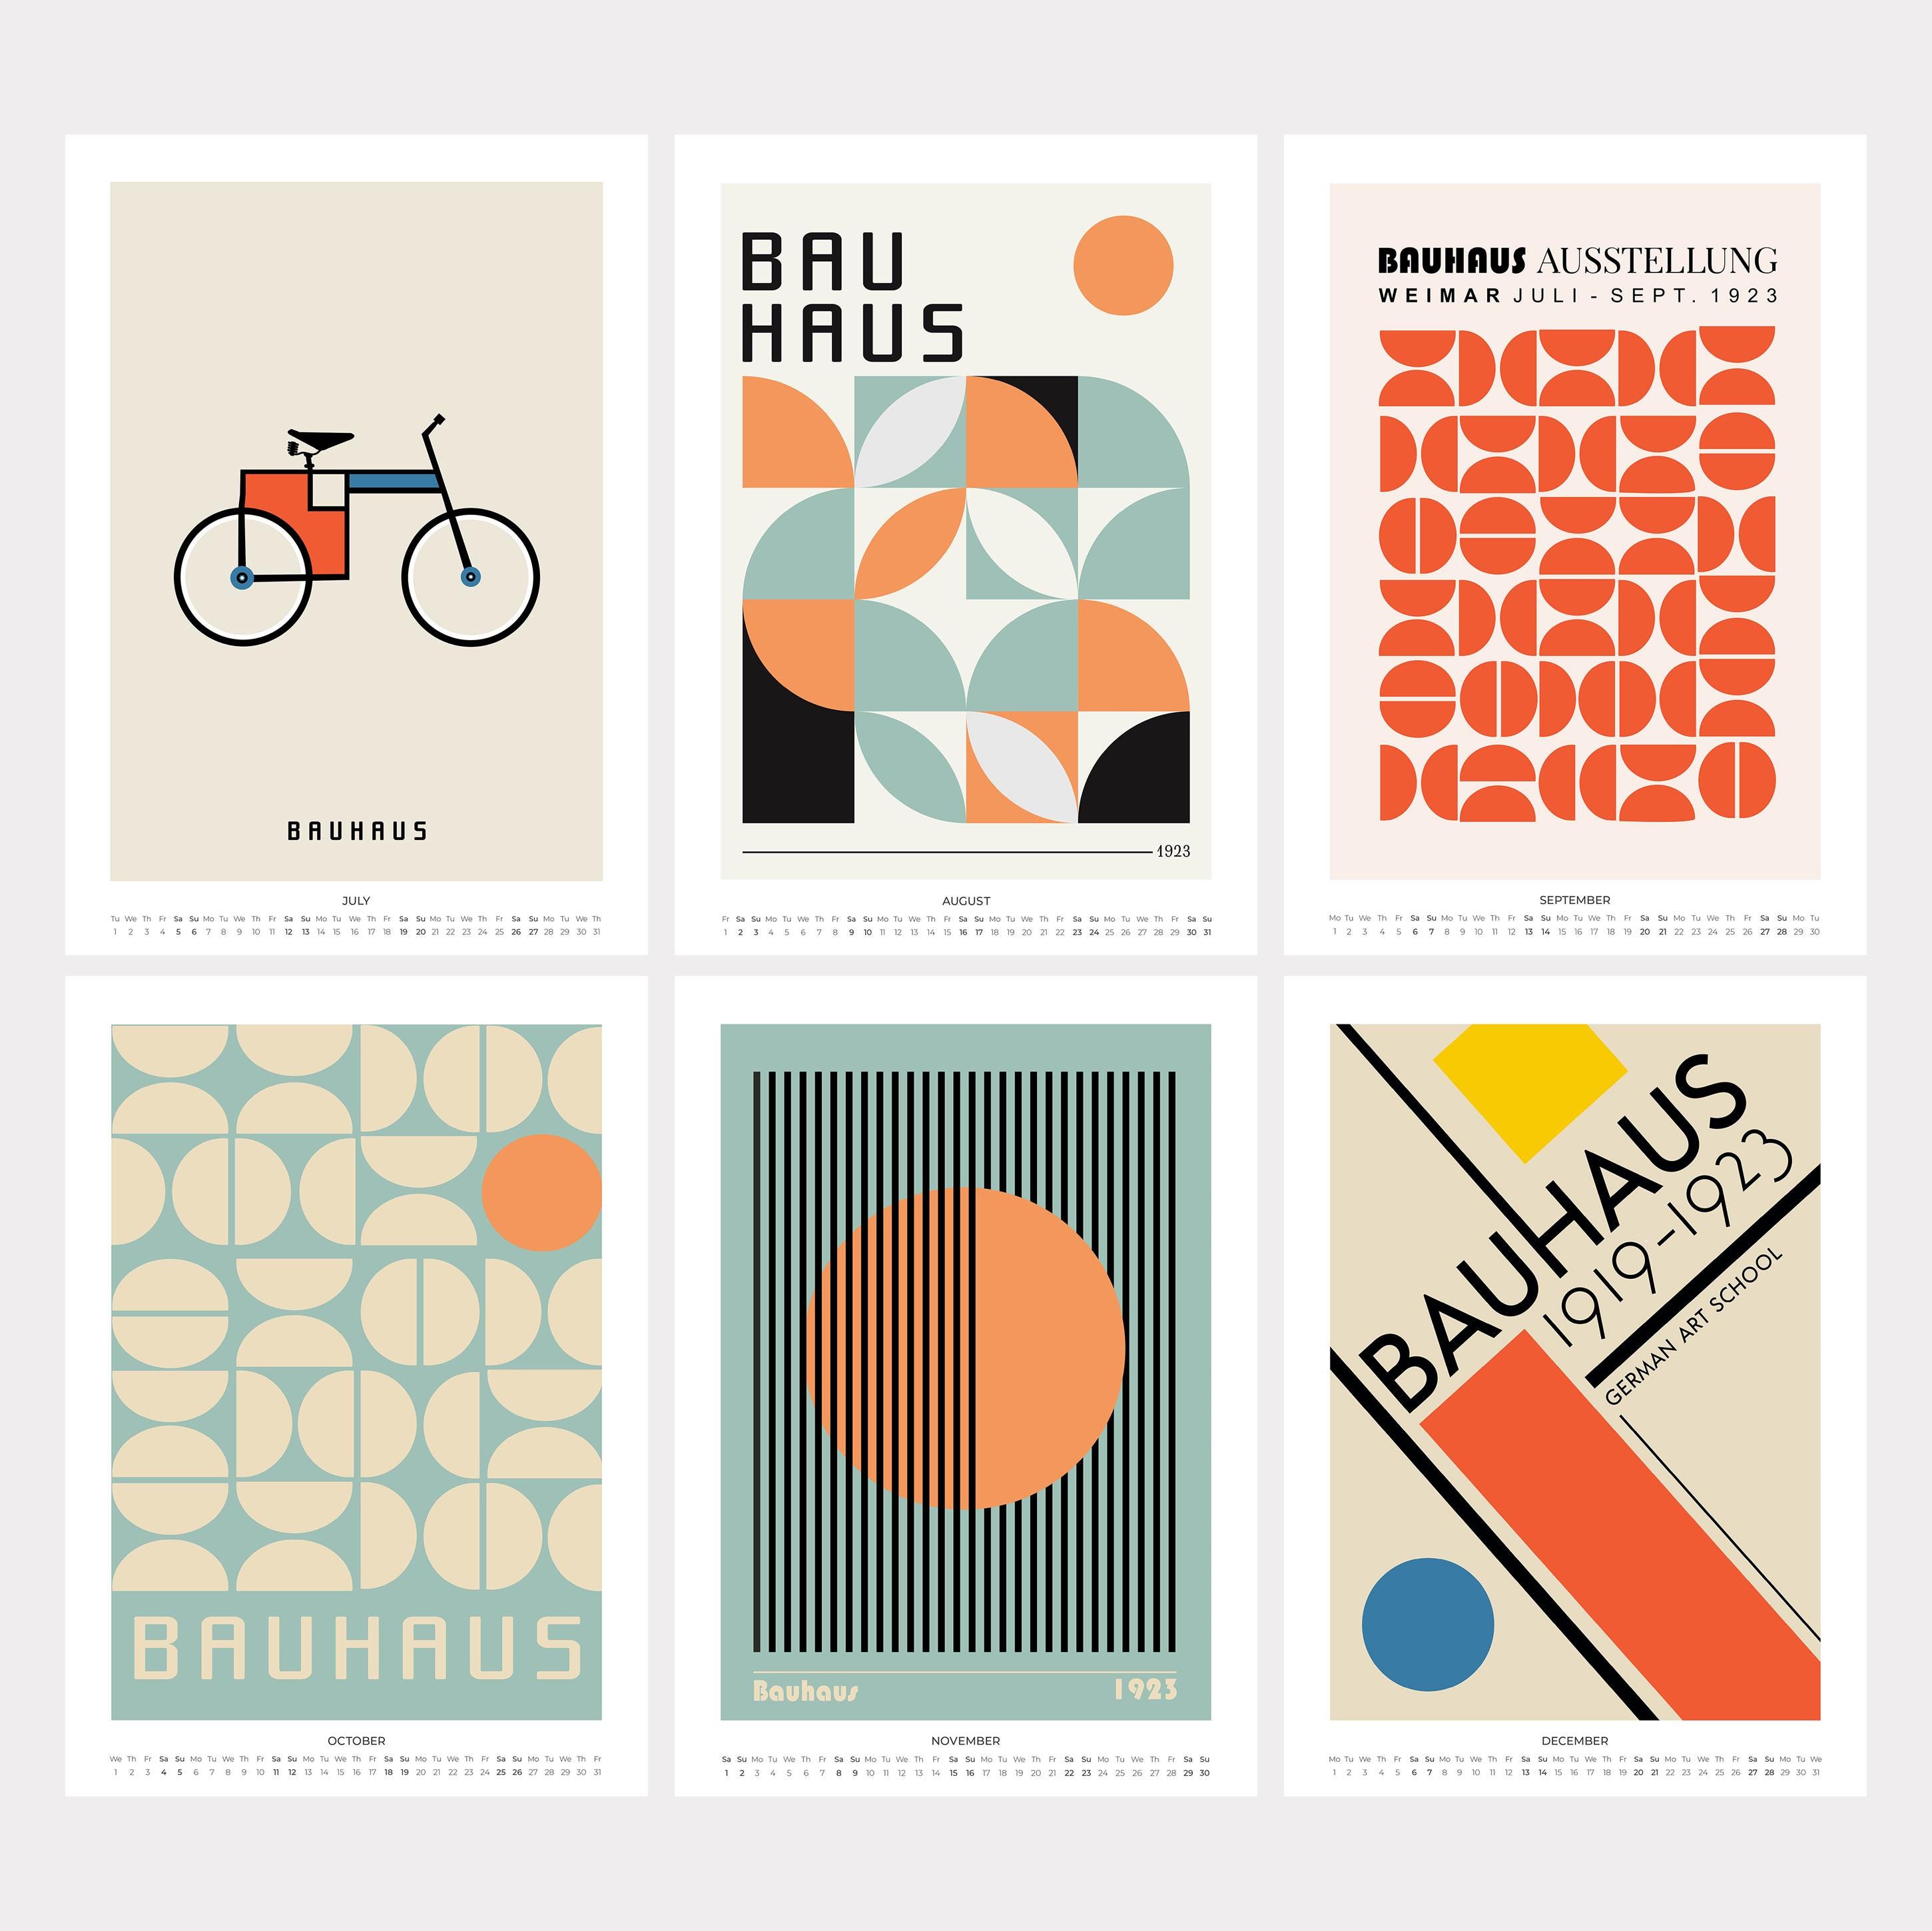 BAUHAUS
JULY
Tu We Th Fr Sa Su Mo Tu We Th Fr Sa Su Mo Tu We Th Fr Sa Su Mo Tu We Th Fr Sa Su Mo Tu We Th
1 2 3 4 5 6 7 8 9 10 11 12 13 14 15 16 17 18 19 20 21 22 23 24 25 26 27 28 29 30 31
BAU
HAUS
1923
AUGUST
Fr Sa Su Mo Tu We Th Fr Sa Su Mo Tu We Th Fr Sa Su Mo Tu We Th Fr Sa Su Mo Tu We Th Fr Sa Su
1 2 3 4 5 6 7 8 9 10 11 12 13 14 15 16 17 18 19 20 21 22 23 24 25 26 27 28 29 30 31
BAUHAUS AUSSTELLUNG
WEIMAR JULI - SEPT. 1923
SEPTEMBER
Mo Tu We Th Fr Sa Su Mo Tu We Th Fr Sa Su Mo Tu We Th Fr Sa Su Mo Tu We Th Fr Sa Su Mo Tu
1 2 3 4 5 6 7 8 9 10 11 12 13 14 15 16 17 18 19 20 21 22 23 24 25 26 27 28 29 30
BAUHAUS
OCTOBER
We Th Fr Sa Su Mo Tu We Th Fr Sa Su Mo Tu We Th Fr Sa Su Mo Tu We Th Fr Sa Su Mo Tu We Th Fr
1 2 3 4 5 6 7 8 9 10 11 12 13 14 15 16 17 18 19 20 21 22 23 24 25 26 27 28 29 30 31
Bauhaus 1923
NOVEMBER
Sa Su Mo Tu We Th Fr Sa Su Mo Tu We Th Fr Sa Su Mo Tu We Th Fr Sa Su Mo Tu We Th Fr Sa Su
1 2 3 4 5 6 7 8 9 10 11 12 13 14 15 16 17 18 19 20 21 22 23 24 25 26 27 28 29 30
BAUHAUS
1919-1923
GERMAN ART SCHOOL
DECEMBER
Mo Tu We Th Fr Sa Su Mo Tu We Th Fr Sa Su Mo Tu We Th Fr Sa Su Mo Tu We Th Fr Sa Su Mo Tu We
1 2 3 4 5 6 7 8 9 10 11 12 13 14 15 16 17 18 19 20 21 22 23 24 25 26 27 28 29 30 31